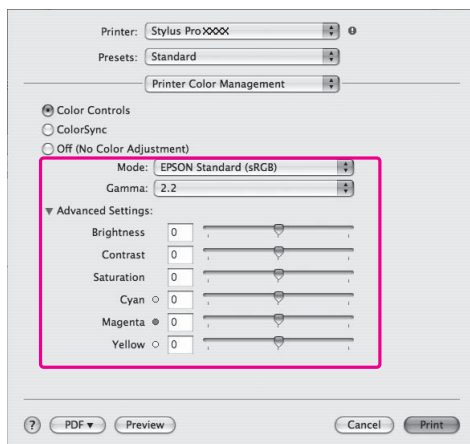 Printer: Stylus Pro XXXX
Presets: Standard
Printer Color Management
Color Controls
ColorSync
Off (No Color Adjustment)
Mode: EPSON Standard (sRGB)
Gamma: 2.2
Advanced Settings:
Brightness 0
Contrast 0
Saturation 0
Cyan 0
Magenta 0
Yellow 0
? PDF Preview Cancel Print